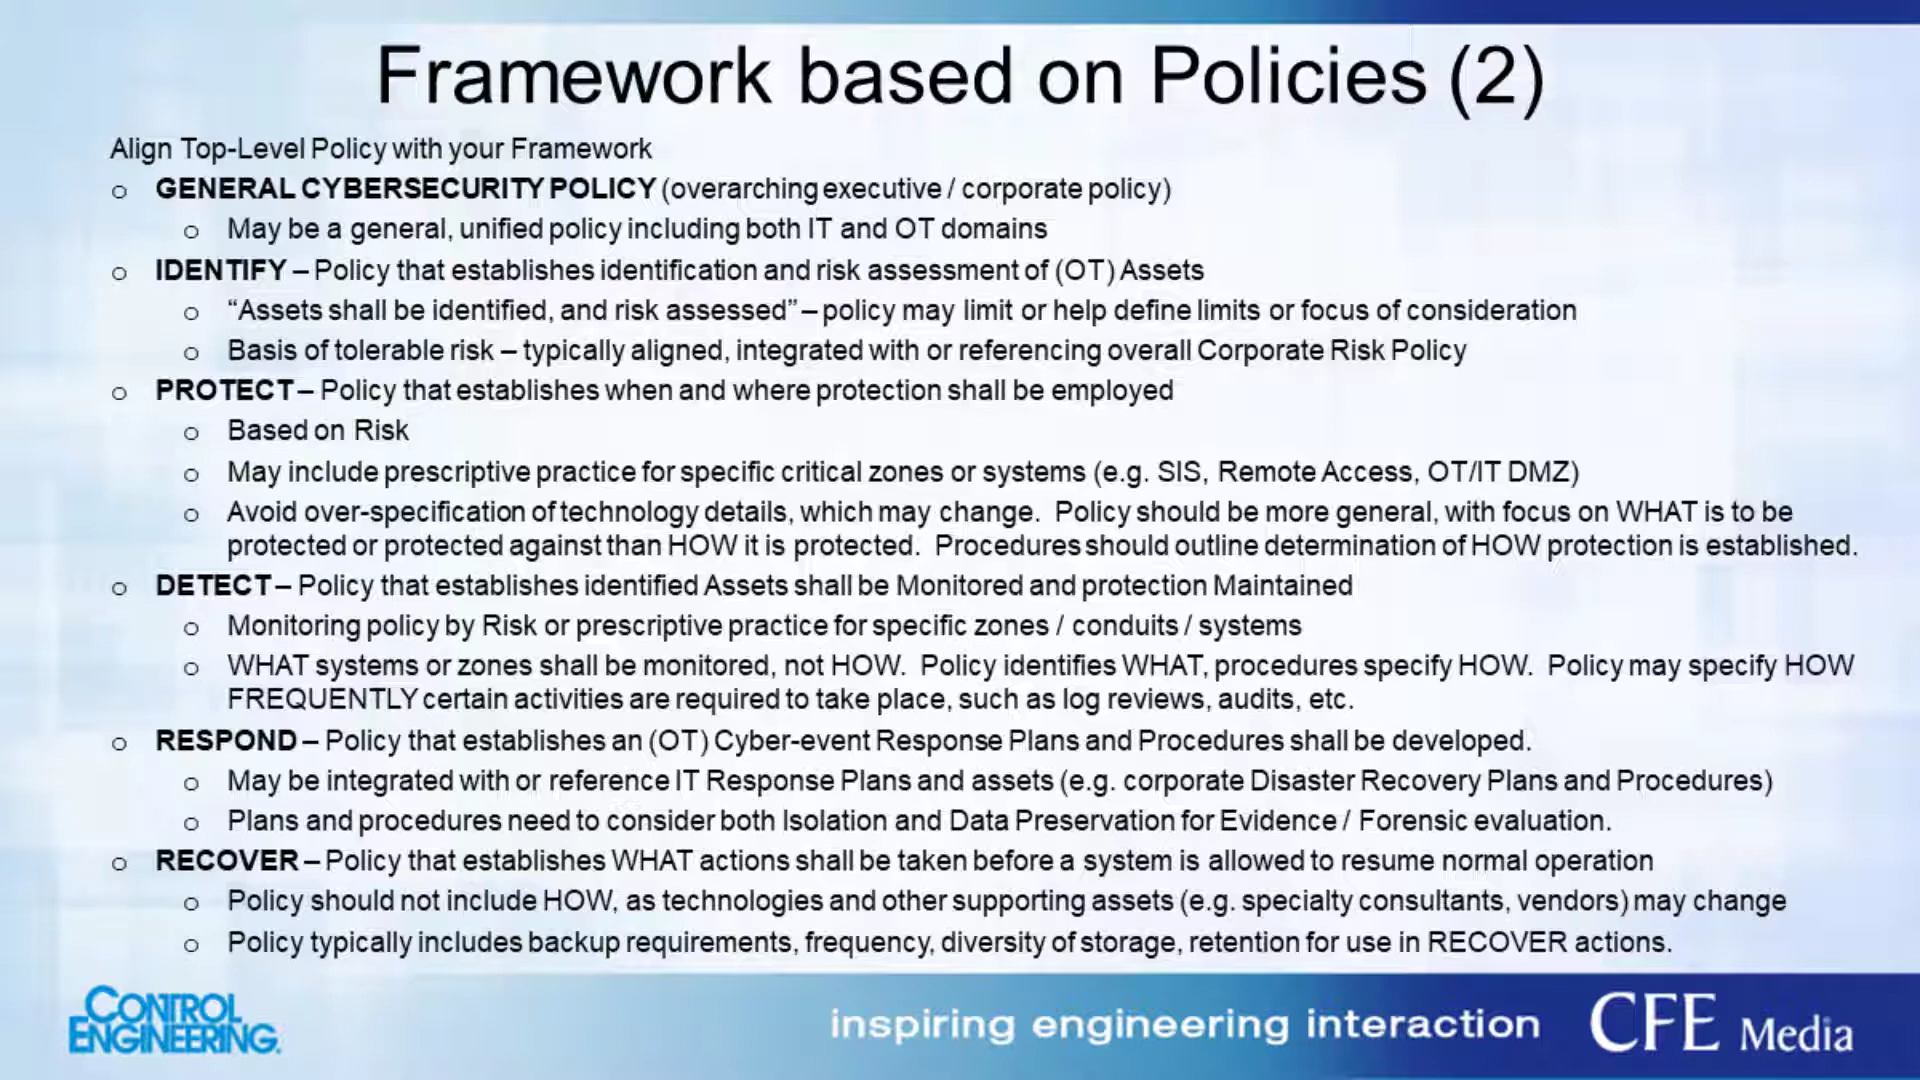 Framework based on Policies (2)
Align Top-Level Policy with your Framework
o GENERAL CYBERSECURITY POLICY (overarching executive / corporate policy)
o May be a general, unified policy including both IT and OT domains
o IDENTIFY – Policy that establishes identification and risk assessment of (OT) Assets
o “Assets shall be identified, and risk assessed” – policy may limit or help define limits or focus of consideration
o Basis of tolerable risk – typically aligned, integrated with or referencing overall Corporate Risk Policy
o PROTECT – Policy that establishes when and where protection shall be employed
o Based on Risk
o May include prescriptive practice for specific critical zones or systems (e.g. SIS, Remote Access, OT/IT DMZ)
o Avoid over-specification of technology details, which may change. Policy should be more general, with focus on WHAT is to be
protected or protected against than HOW it is protected. Procedures should outline determination of HOW protection is established.
o DETECT – Policy that establishes identified Assets shall be Monitored and protection Maintained
o Monitoring policy by Risk or prescriptive practice for specific zones / conduits / systems
o WHAT systems or zones shall be monitored, not HOW. Policy identifies WHAT, procedures specify HOW. Policy may specify HOW
FREQUENTLY certain activities are required to take place, such as log reviews, audits, etc.
o RESPOND – Policy that establishes an (OT) Cyber-event Response Plans and Procedures shall be developed.
o May be integrated with or reference IT Response Plans and assets (e.g. corporate Disaster Recovery Plans and Procedures)
o Plans and procedures need to consider both Isolation and Data Preservation for Evidence / Forensic evaluation.
o RECOVER – Policy that establishes WHAT actions shall be taken before a system is allowed to resume normal operation
o Policy should not include HOW, as technologies and other supporting assets (e.g. specialty consultants, vendors) may change
o Policy typically includes backup requirements, frequency, diversity of storage, retention for use in RECOVER actions.
CONTROL
ENGINEERING.
inspiring engineering interaction
CFE Media